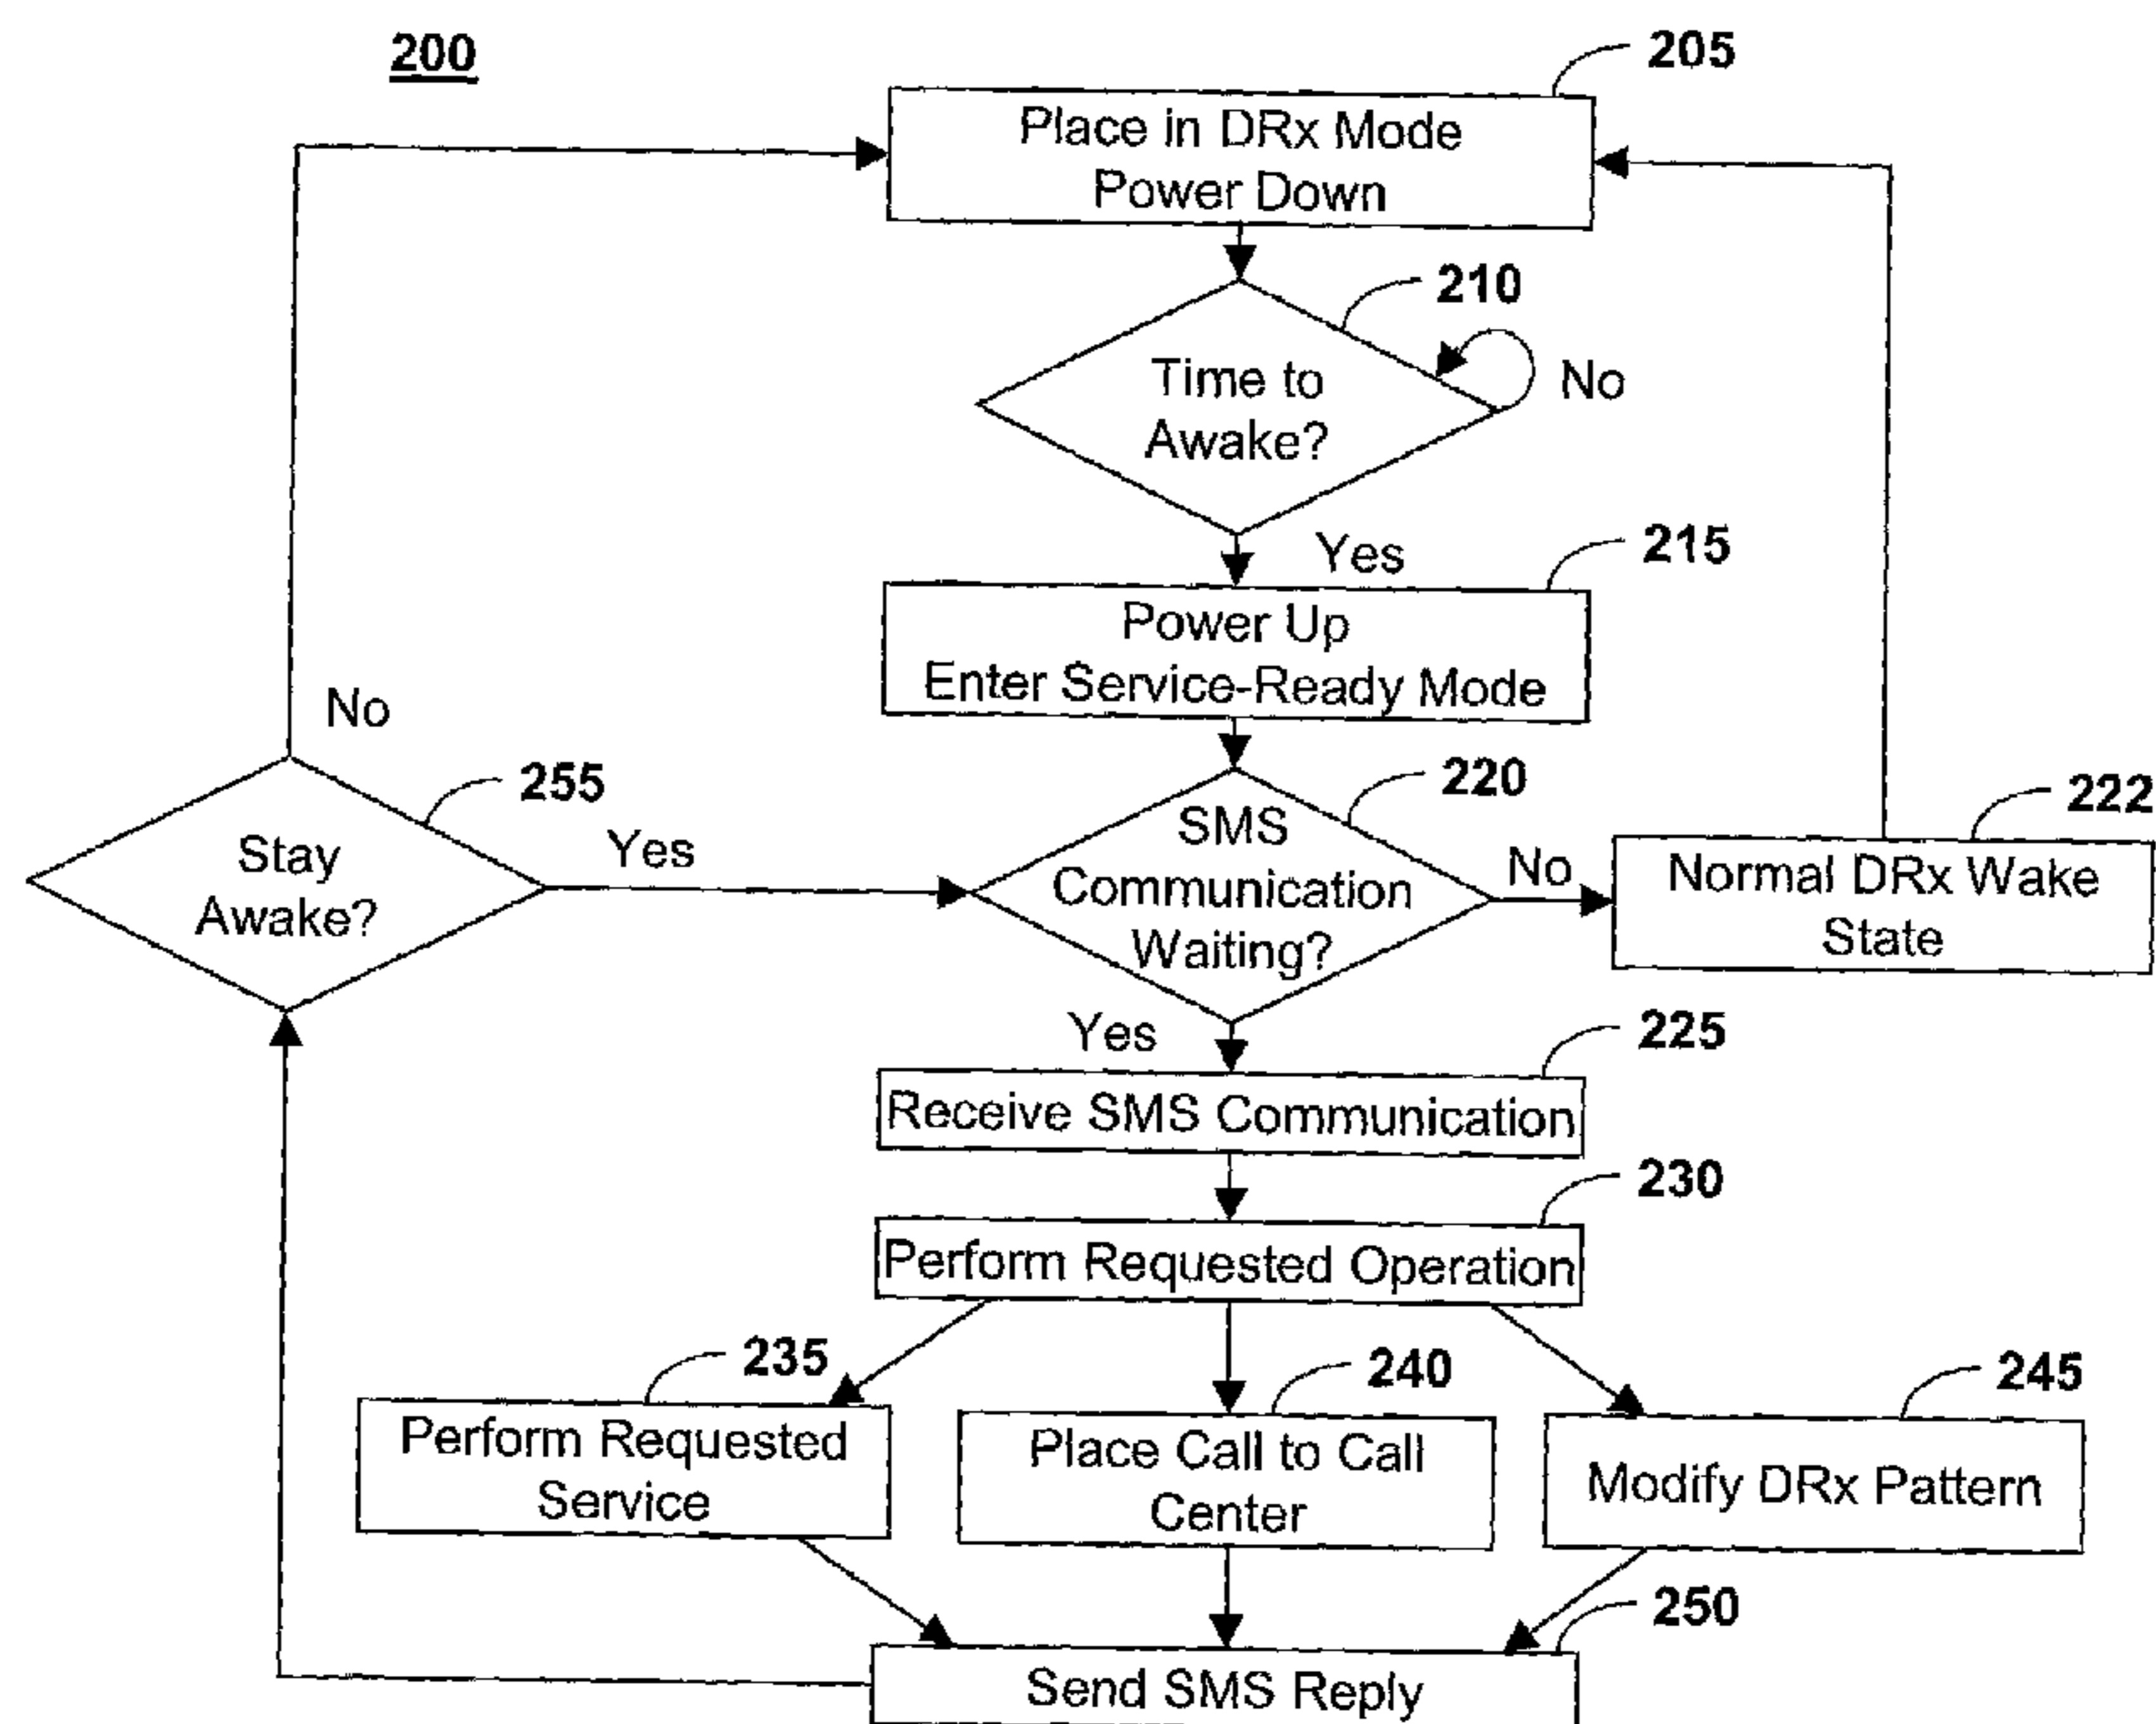 200
205
Place in DRx Mode
Power Down
210
Time to
Awake?
No
Yes
215
Power Up
Enter Service-Ready Mode
No
255
Stay
Awake?
Yes
220
SMS
Communication
Waiting?
No
222
Normal DRx Wake
State
Yes
225
Receive SMS Communication
230
Perform Requested Operation
235
Perform Requested
Service
240
Place Call to Call
Center
245
Modify DRx Pattern
250
Send SMS Reply